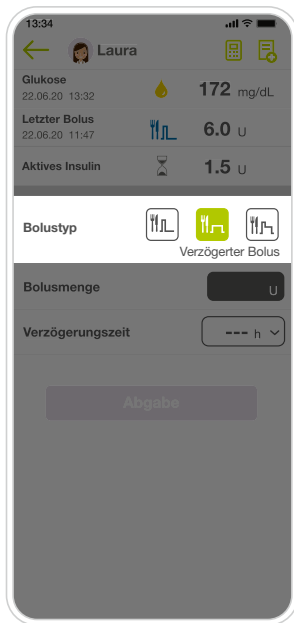 13:34
Laura
Glukose
22.06.20 13:32
172 mg/dL
Letzter Bolus
22.06.20 11:47
6.0 U
Aktives Insulin
1.5 U
Bolustyp
Verzögerter Bolus
Bolusmenge
U
Verzögerungszeit
--- h
Abgabe